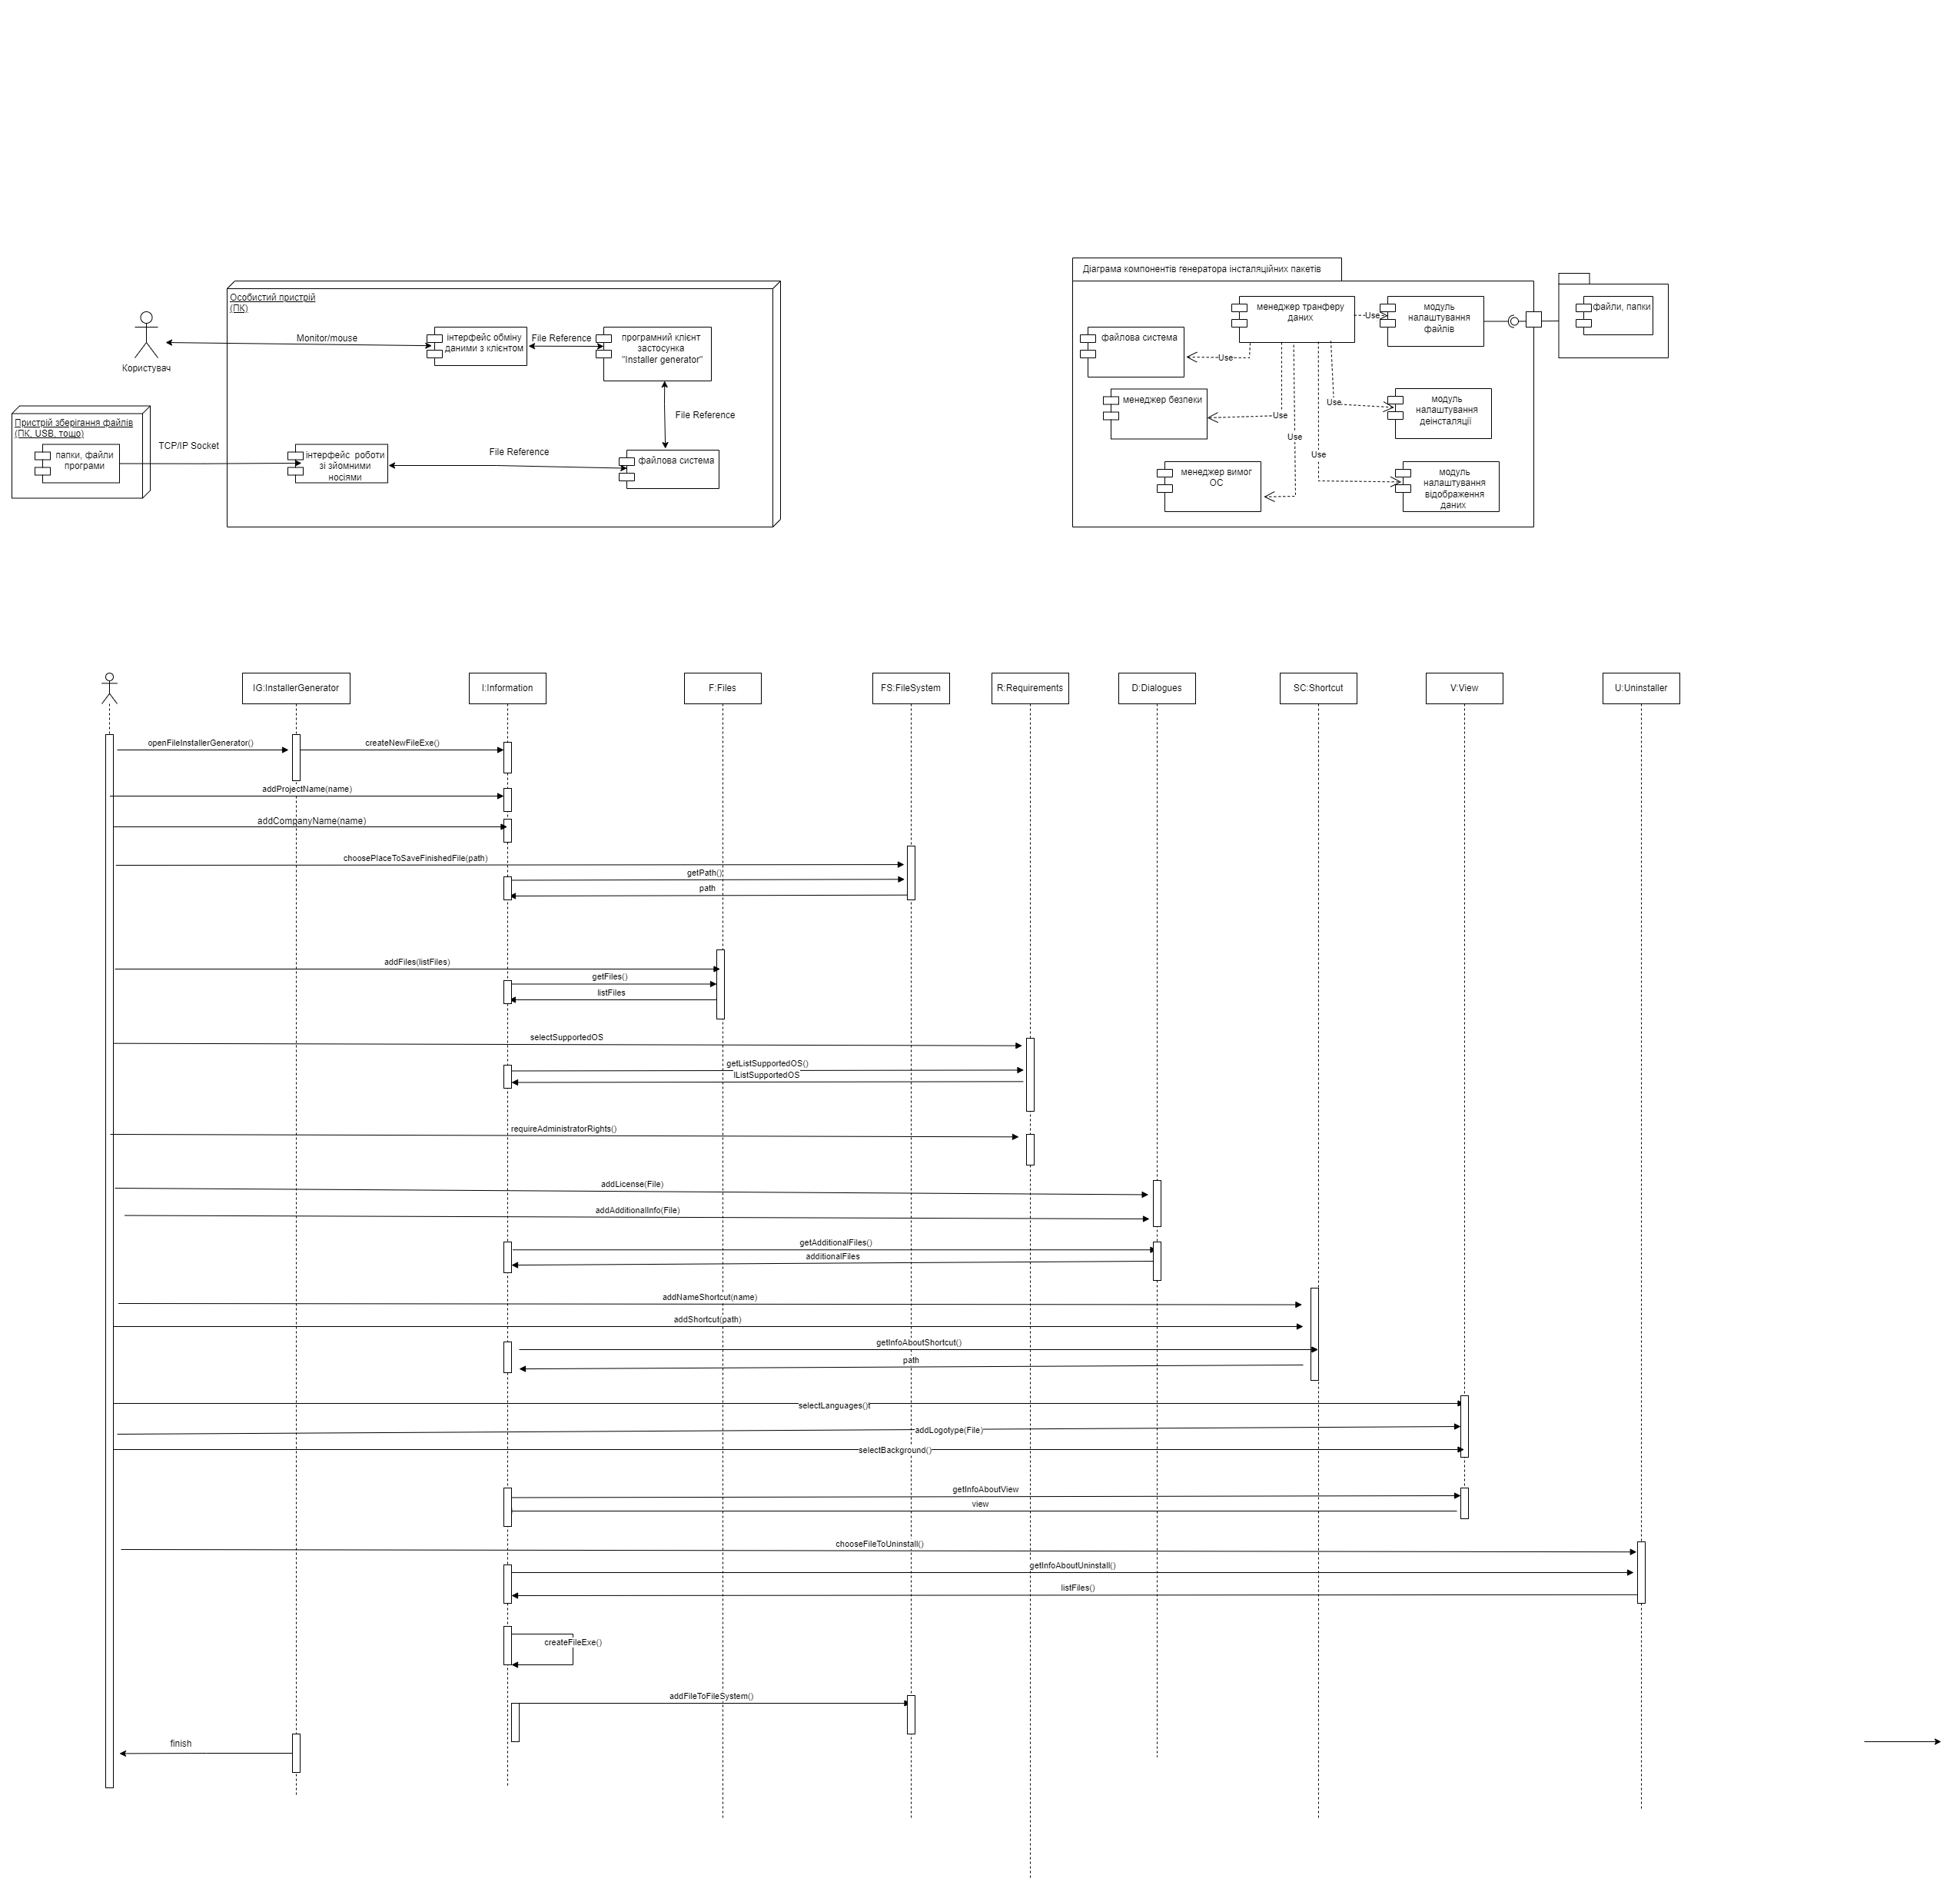 Особистий пристрій
(ПК)
Користувач
Monitor/mouse
інтерфейс обміну
даними з клієнтом
File Reference
програмний клієнт
застосунка
"Installer generator"
File Reference
Пристрій зберігання файлів
(ПК, USB, тощо)
папки, файли
програми
TCP/IP Socket
інтерфейс роботи
зі зйомними
носіями
File Reference
файлова система
Діаграма компонентів генератора інсталяційних пакетів
менеджер транферу
даних
Use
модуль
налаштування
файлів
файли, папки
файлова система
Use
менеджер безпеки
Use
Use
модуль
налаштування
деінсталяції
Use
Use
менеджер вимог
ОС
модуль
налаштування
відображення
даних
IG:InstallerGenerator
I:Information
F:Files
FS:FileSystem
R:Requirements
D:Dialogues
SC:Shortcut
V:View
U:Uninstaller
openFileInstallerGenerator()
createNewFileExe()
addProjectName(name)
addCompanyName(name)
choosePlaceToSaveFinishedFile(path)
getPath()
path
addFiles(listFiles)
getFiles()
listFiles
selectSupportedOS
getListSupportedOS()
lListSupportedOS
requireAdministratorRights()
addLicense(File)
addAdditionalInfo(File)
getAdditionalFiles()
additionalFiles
addNameShortcut(name)
addShortcut(path)
getInfoAboutShortcut()
path
selectLanguages()t
addLogotype(File)
selectBackground()
getInfoAboutView
view
chooseFileToUninstall()
getInfoAboutUninstall()
listFiles()
createFileExe()
addFileToFileSystem()
finish